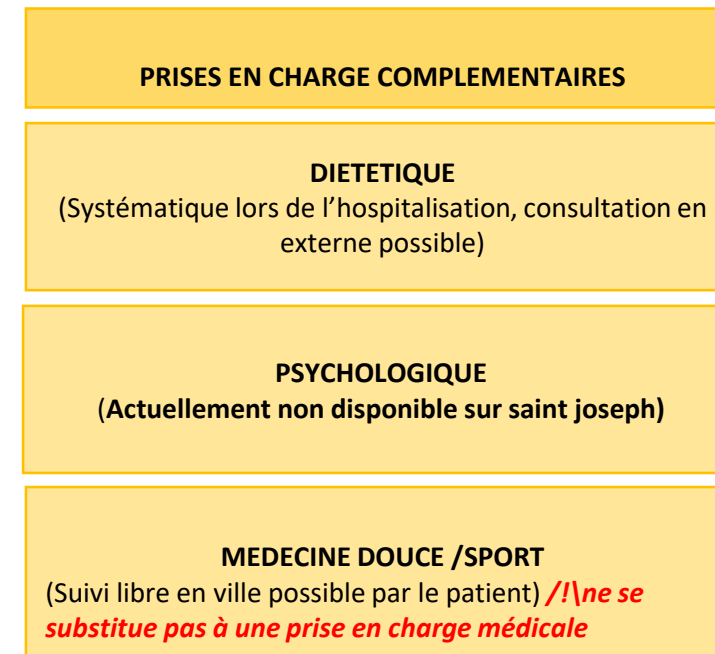 PRISES EN CHARGE COMPLEMENTAIRES
DIETETIQUE
(Systématique lors de l’hospitalisation, consultation en
externe possible)
PSYCHOLOGIQUE
(Actuellement non disponible sur saint joseph)
MEDECINE DOUCE /SPORT
(Suivi libre en ville possible par le patient) /!\ne se
substitue pas à une prise en charge médicale